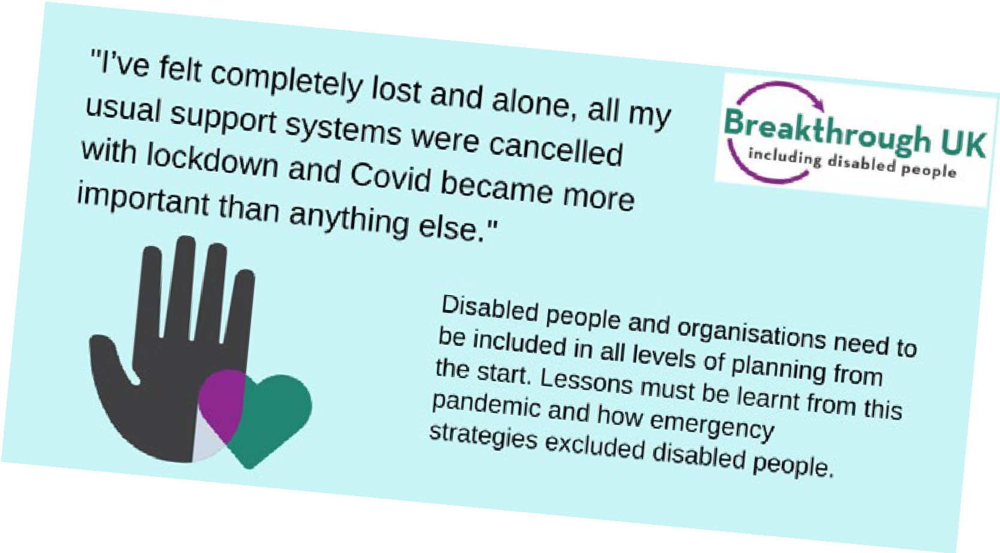 "I’ve felt completely lost and alone, all my
usual support systems were cancelled
with lockdown and Covid became more
important than anything else."
Breakthrough UK
including disabled people
Disabled people and organisations need to
be included in all levels of planning from
the start. Lessons must be learnt from this
pandemic and how emergency
strategies excluded disabled people.